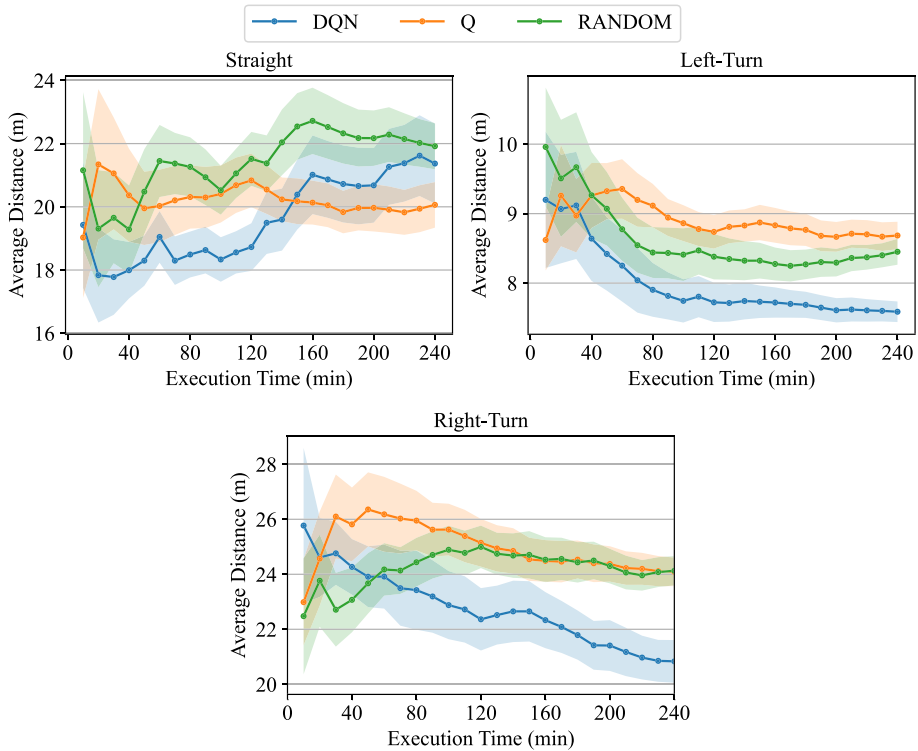 DQN Q RANDOM
Straight
Average Distance (m)
24
22
20
18
16
0 40 80 120 160 200 240
Execution Time (min)
Left-Turn
Average Distance (m)
10
9
8
0 40 80 120 160 200 240
Execution Time (min)
Right-Turn
Average Distance (m)
28
26
24
22
20
0 40 80 120 160 200 240
Execution Time (min)